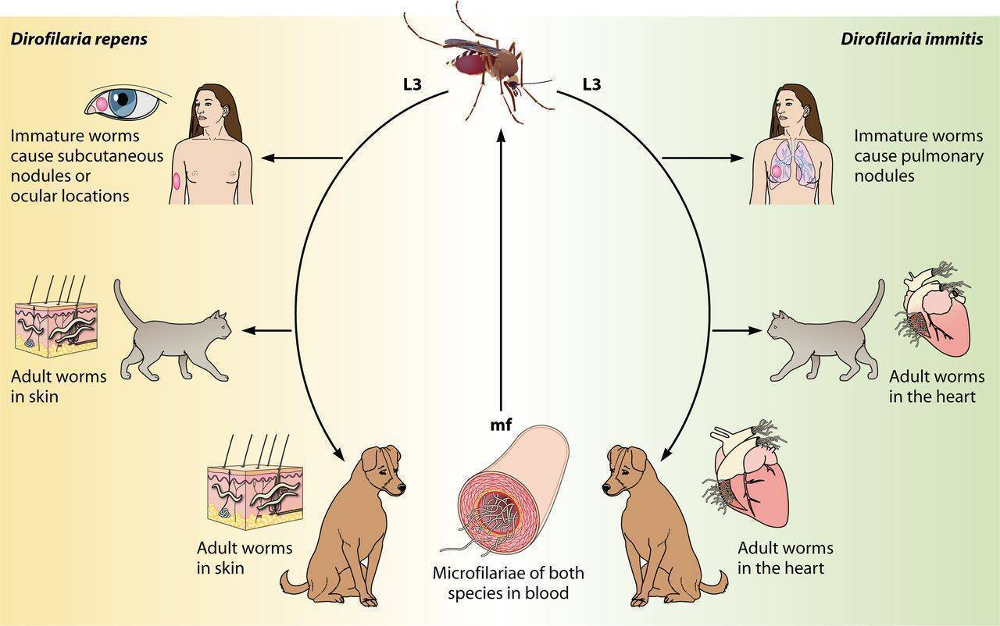 Dirofilaria repens
Dirofilaria immitis
L3
L3
Immature worms
cause subcutaneous
nodules or
ocular locations
Immature worms
cause pulmonary
nodules
Adult worms
in skin
Adult worms
in the heart
mf
Adult worms
in skin
Microfilariae of both
species in blood
Adult worms
in the heart